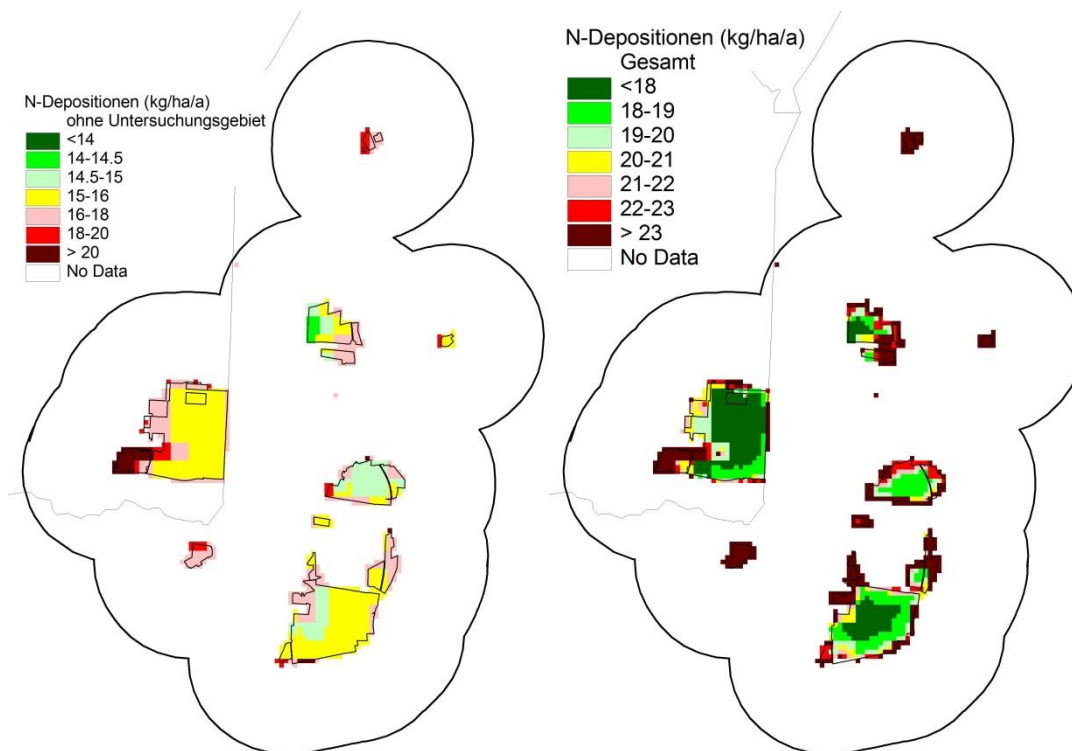 N-Depositionen (kg/ha/a)
ohne Untersuchungsgebiet
<14
14-14.5
14.5-15
15-16
16-18
18-20
> 20
No Data
N-Depositionen (kg/ha/a)
Gesamt
<18
18-19
19-20
20-21
21-22
22-23
> 23
No Data